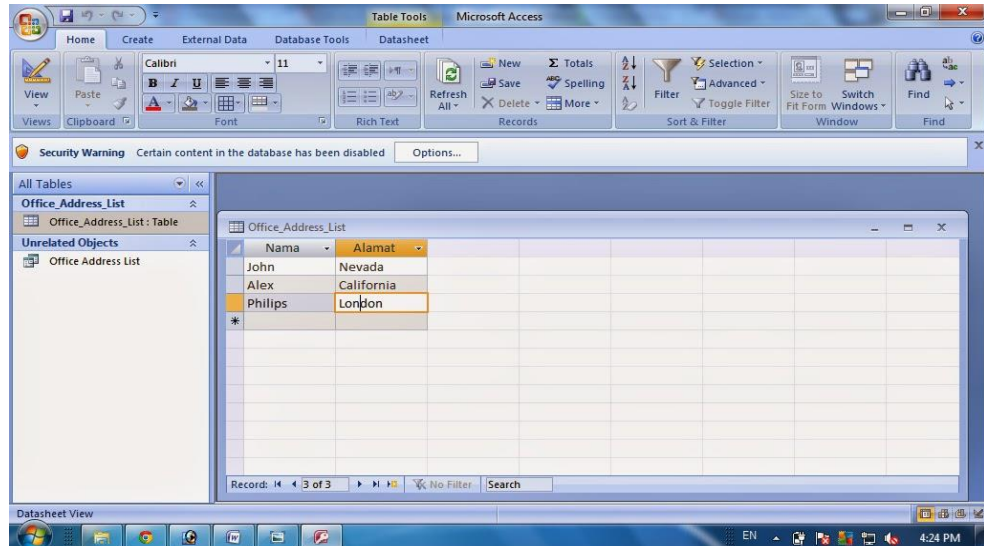 Table Tools Microsoft Access
Home Create External Data Database Tools Datasheet
View Paste Calibri 11 B I U A Refresh All New Save Delete Σ Totals Spelling More Filter Selection Advanced Toggle Filter Size to Fit Form Switch Windows Find
Views Clipboard Font Rich Text Records Sort & Filter Window Find
Security Warning Certain content in the database has been disabled Options...
All Tables
Office_Address_List
Office_Address_List : Table
Unrelated Objects
Office Address List
Office_Address_List
Nama Alamat
John Nevada
Alex California
Philips London
Record: 3 of 3 No Filter Search
Datasheet View
EN 4:24 PM